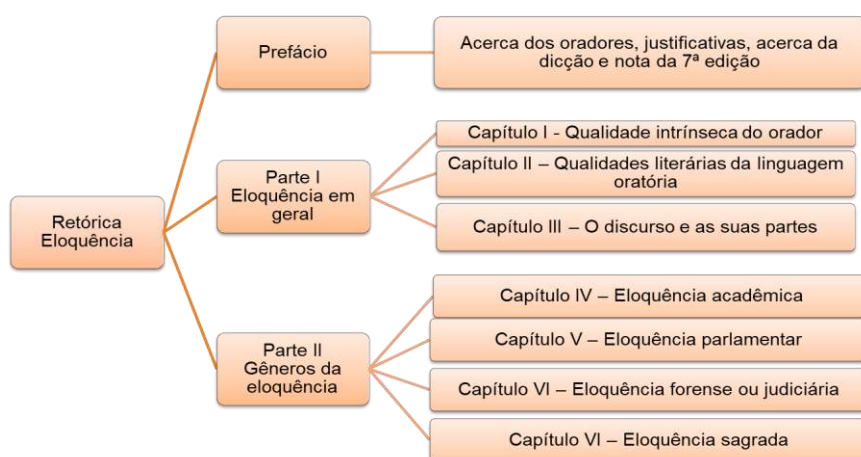 Retórica
Eloquência
Prefácio
Acerca dos oradores, justificativas, acerca da
dicção e nota da 7ª edição
Parte I
Eloquência em
geral
Capítulo I - Qualidade intrínseca do orador
Capítulo II – Qualidades literárias da linguagem
oratória
Capítulo III – O discurso e as suas partes
Parte II
Gêneros da
eloquência
Capítulo IV – Eloquência acadêmica
Capítulo V – Eloquência parlamentar
Capítulo VI – Eloquência forense ou judiciária
Capítulo VI – Eloquência sagrada